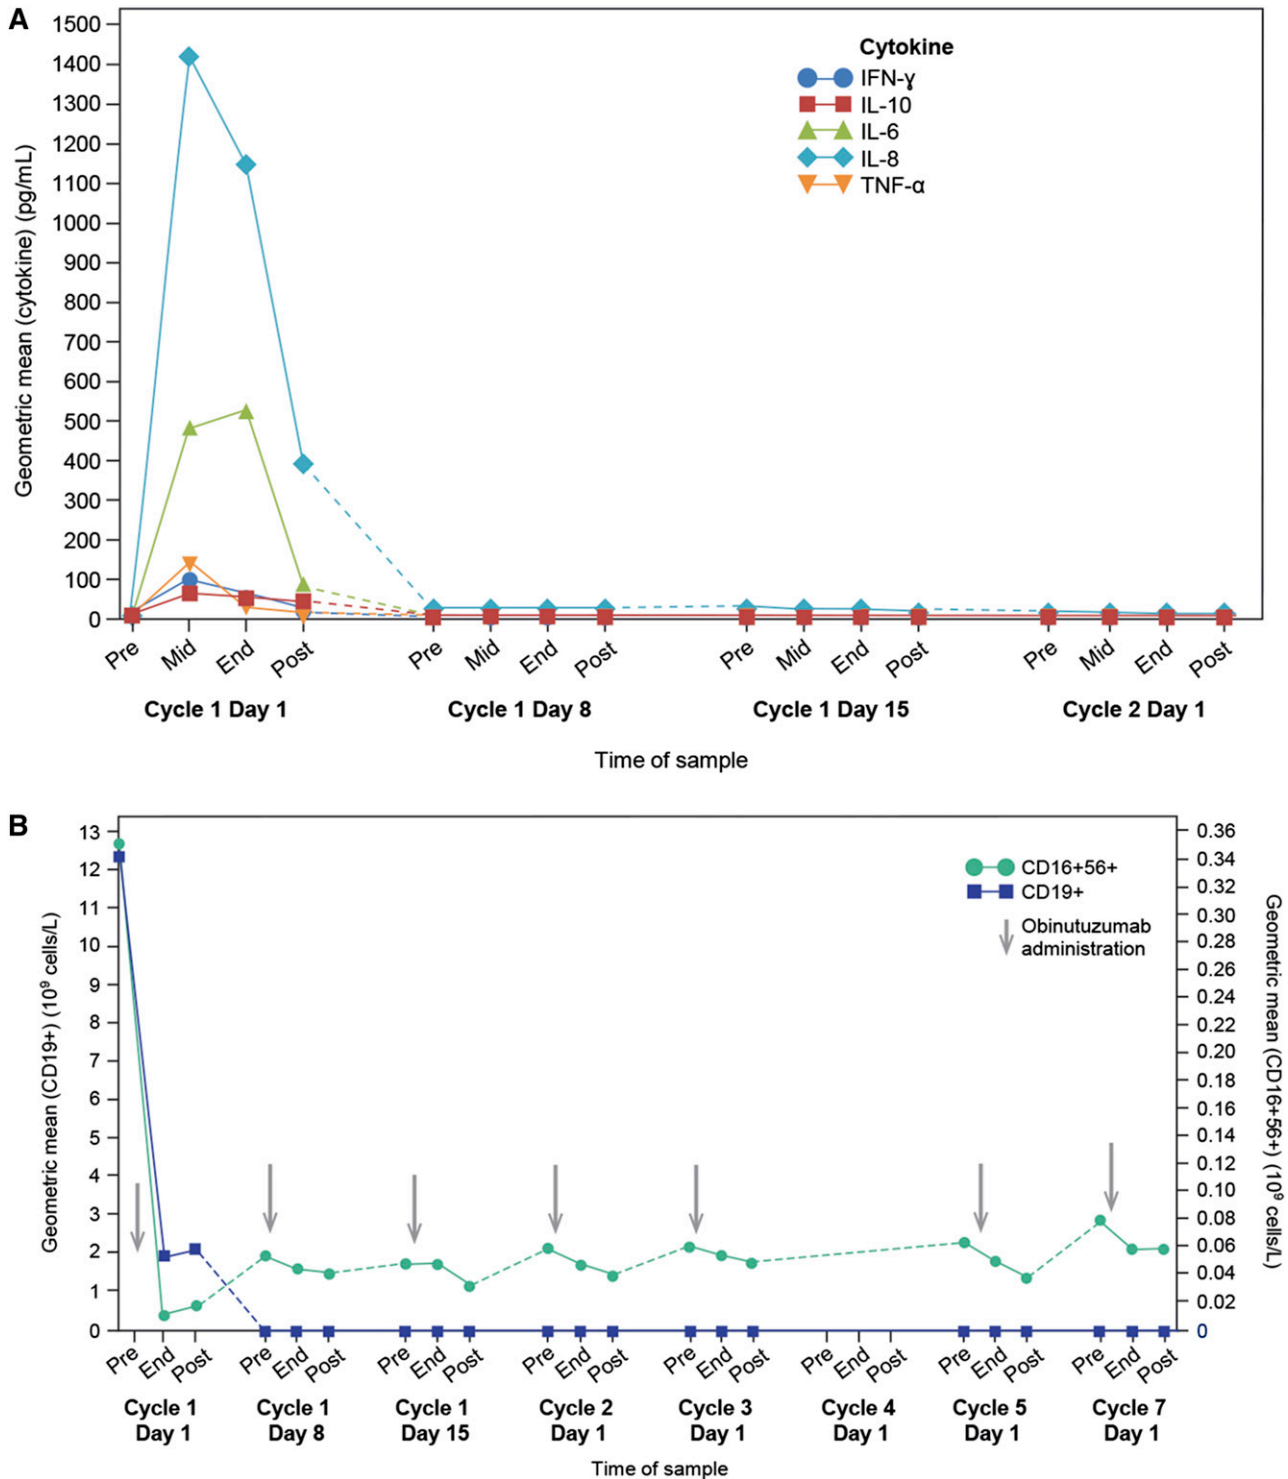 A
Geometric mean (cytokine) (pg/mL)
1500
1400
1300
1200
1100
1000
900
800
700
600
500
400
300
200
100
0
Cytokine
IFN-ɣ
IL-10
IL-6
IL-8
TNF-α
Pre Mid End Post Pre Mid End Post Pre Mid End Post Pre Mid End Post
Cycle 1 Day 1 Cycle 1 Day 8 Cycle 1 Day 15 Cycle 2 Day 1
Time of sample
B
Geometric mean (CD19+) (10⁹ cells/L)
13
12
11
10
9
8
7
6
5
4
3
2
1
0
CD16+56+
CD19+
Obinutuzumab
administration
0.36
0.34
0.32
0.30
0.28
0.26
0.24
0.22
0.20
0.18
0.16
0.14
0.12
0.10
0.08
0.06
0.04
0.02
0
Geometric mean (CD16+56+) (10⁹ cells/L)
Pre End Post Pre End Post Pre End Post Pre End Post Pre End Post Pre End Post Pre End Post Pre End Post
Cycle 1 Cycle 1 Cycle 1 Cycle 2 Cycle 3 Cycle 4 Cycle 5 Cycle 7
Day 1 Day 8 Day 15 Day 1 Day 1 Day 1 Day 1 Day 1
Time of sample